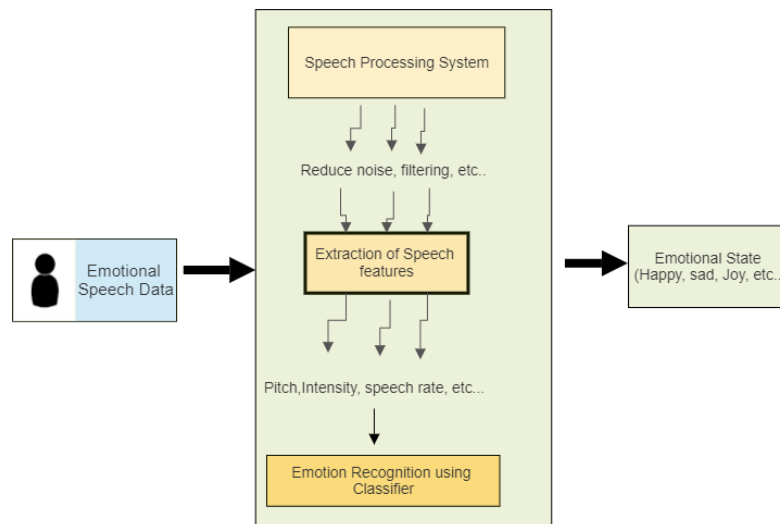 Speech Processing System
Reduce noise, filtering, etc..
Emotional
Speech Data
Extraction of Speech
features
Emotional State
(Happy, sad, Joy, etc..
Pitch,Intensity, speech rate, etc...
Emotion Recognition using
Classifier